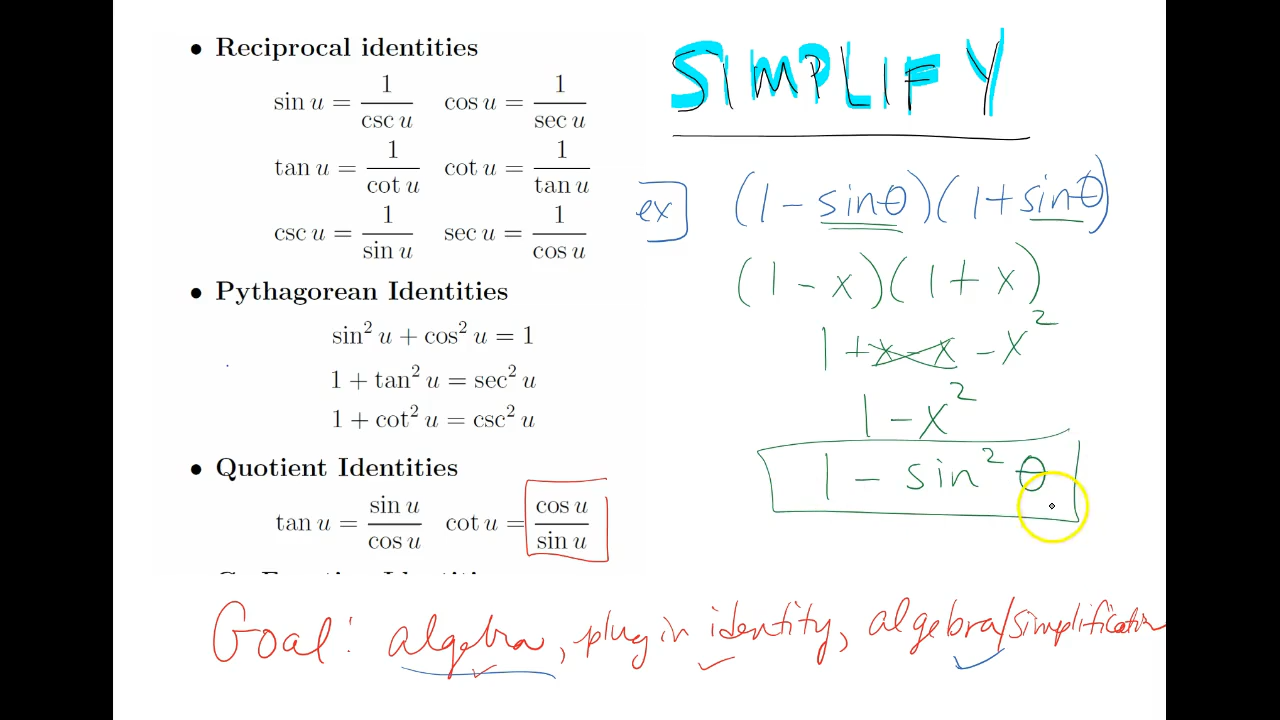 • Reciprocal identities
sin u = 1/csc u   cos u = 1/sec u
tan u = 1/cot u   cot u = 1/tan u
csc u = 1/sin u   sec u = 1/cos u
• Pythagorean Identities
sin² u + cos² u = 1
1 + tan² u = sec² u
1 + cot² u = csc² u
• Quotient Identities
tan u = sin u/cos u   cot u = cos u/sin u
SIMPLIFY
ex (1 - sinθ)(1 + sinθ)
(1 - x)(1 + x)
1 + x - x - x²
1 - x²
1 - sin² θ
Goal: algebra, plug in identity, algebra/simplification